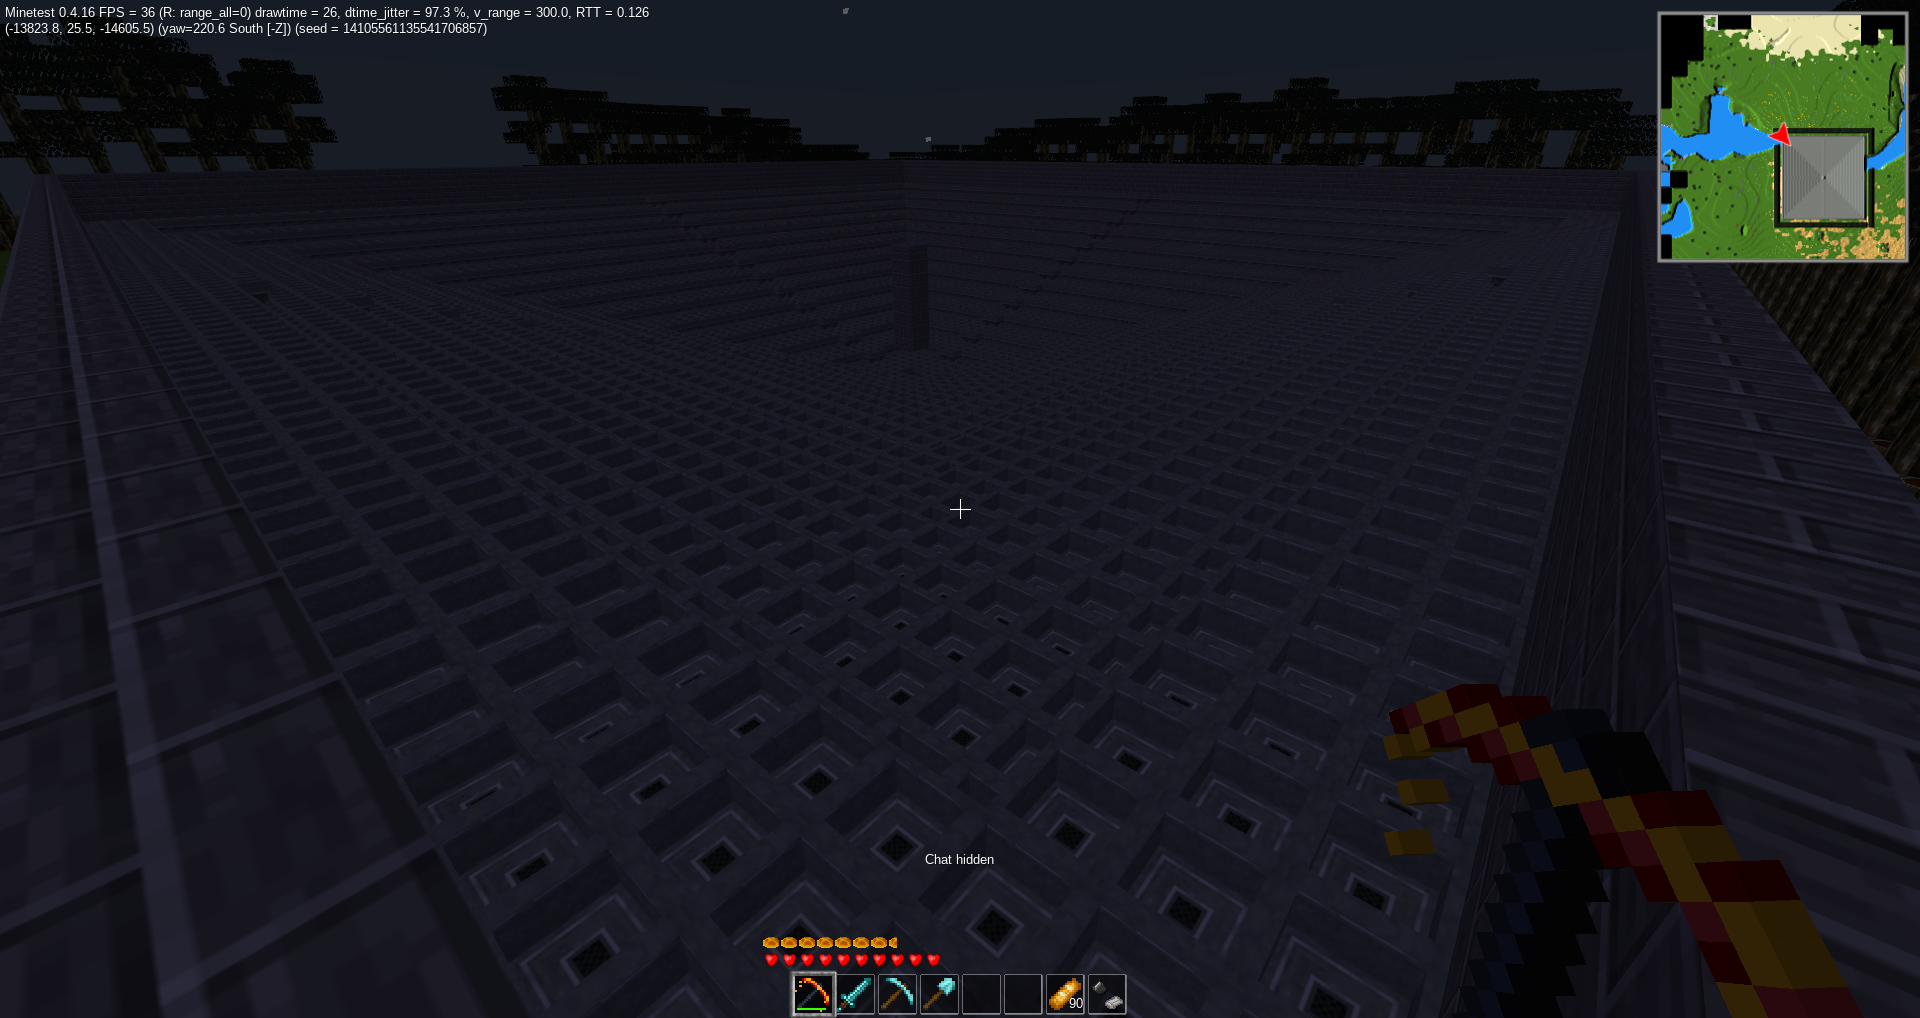 Minetest 0.4.16 FPS = 36 (R: range_all=0) drawtime = 26, dtime_jitter = 97.3 %, v_range = 300.0, RTT = 0.126
(-13823.8, 25.5, -14605.5) (yaw=220.6 South [-Z]) (seed = 14105561135541706857)
Chat hidden
90